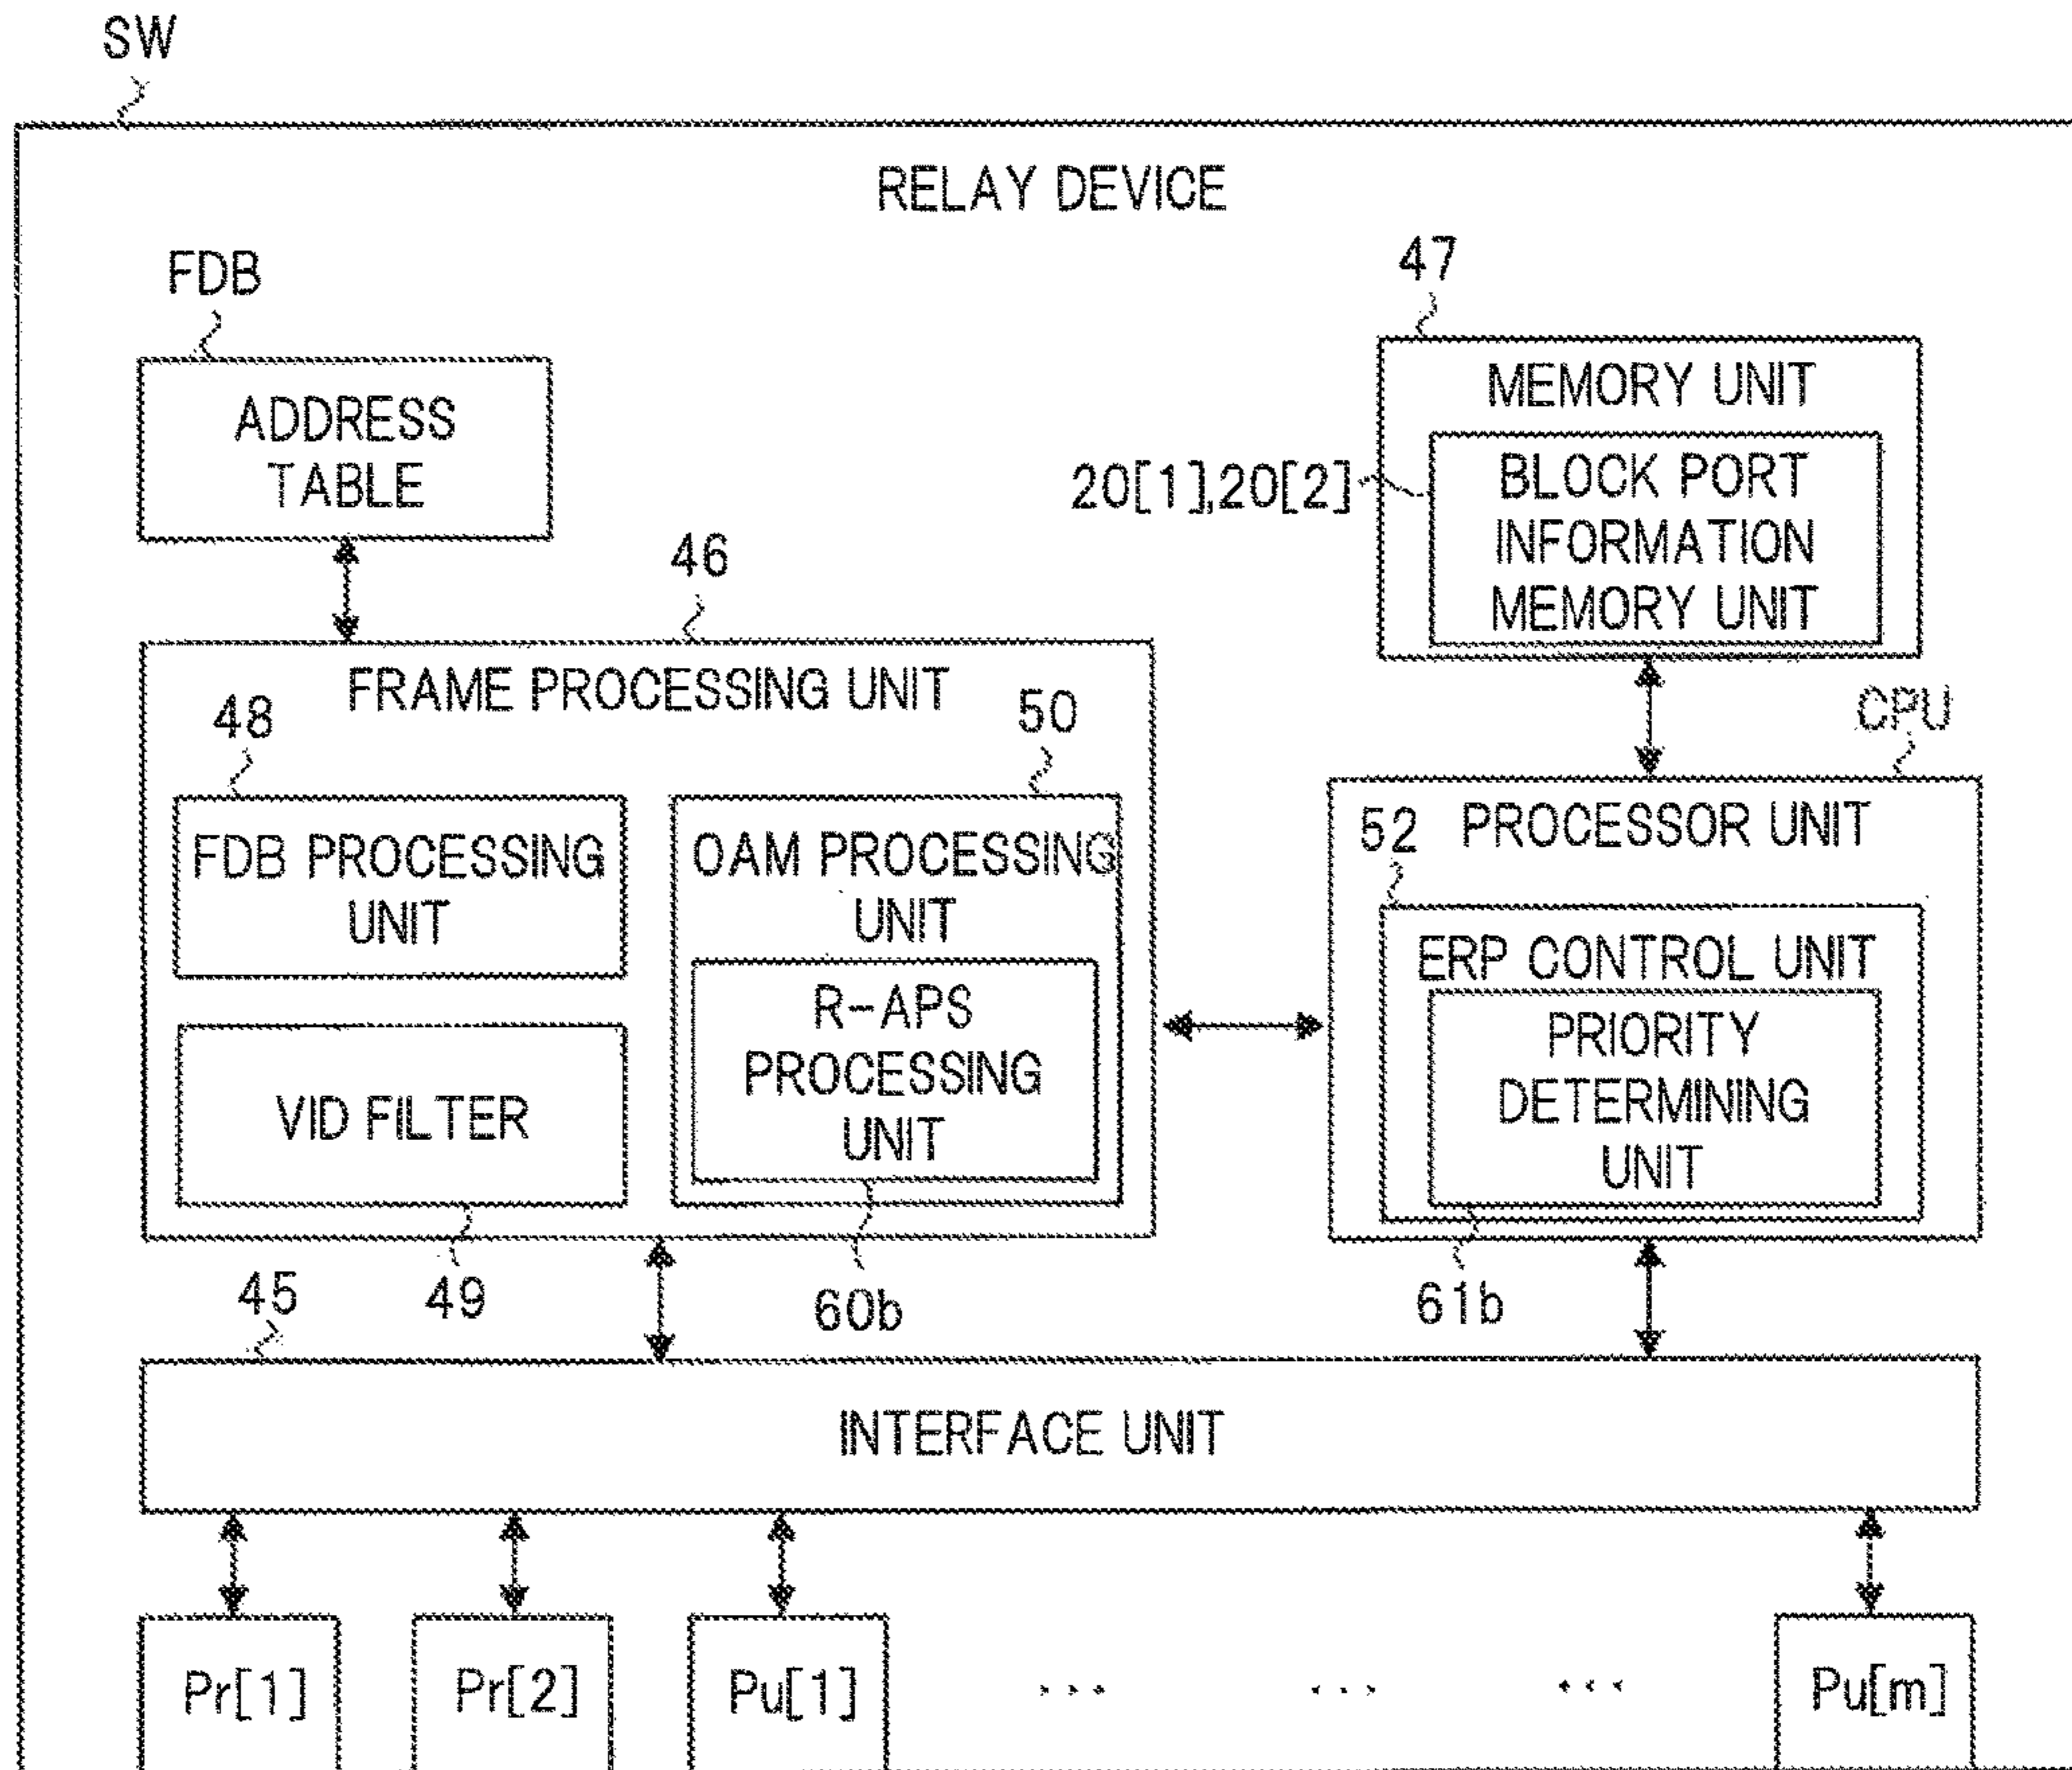 SW
RELAY DEVICE
FDB
ADDRESS
TABLE
47
MEMORY UNIT
20[1],20[2]
BLOCK PORT
INFORMATION
MEMORY UNIT
46
FRAME PROCESSING UNIT
48
FDB PROCESSING
UNIT
50
OAM PROCESSING
UNIT
R-APS
PROCESSING
UNIT
VID FILTER
49
60b
CPU
PROCESSOR UNIT
52
ERP CONTROL UNIT
PRIORITY
DETERMINING
UNIT
61b
45
INTERFACE UNIT
Pr[1]
Pr[2]
Pu[1]
... ... ...
Pu[m]